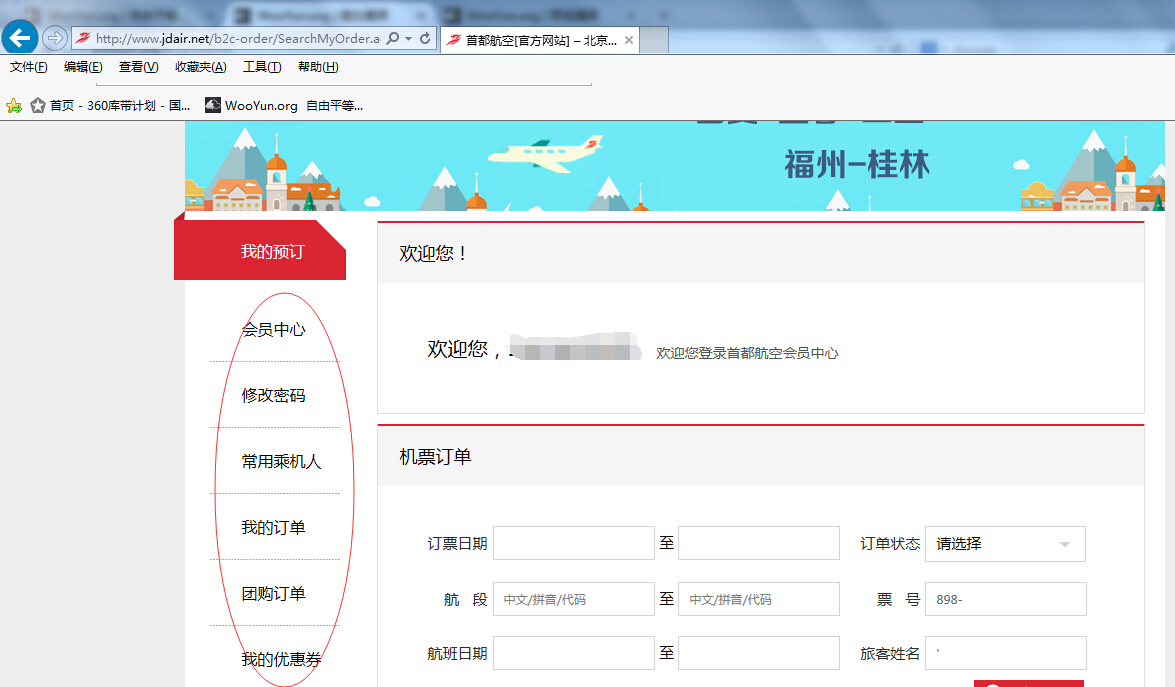 http://www.jdair.net/b2c-order/SearchMyOrder.a
首都航空[官方网站] – 北京...
文件(F) 编辑(E) 查看(V) 收藏夹(A) 工具(T) 帮助(H)
首页 - 360库带计划 - 国... WooYun.org 自由平等...
福州-桂林
我的预订
会员中心
修改密码
常用乘机人
我的订单
团购订单
我的优惠券
欢迎您！
欢迎您， 欢迎您登录首都航空会员中心
机票订单
订票日期 至 订单状态 请选择
航 段 中文/拼音/代码 至 中文/拼音/代码 票 号 898-
航班日期 至 旅客姓名 '